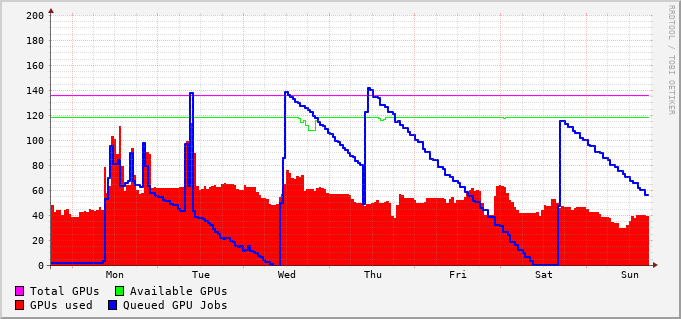 200
180
160
140
120
100
80
60
40
20
0
Mon Tue Wed Thu Fri Sat Sun
Total GPUs Available GPUs
GPUs used Queued GPU Jobs
RRDTOOL / TOBI OETIKER